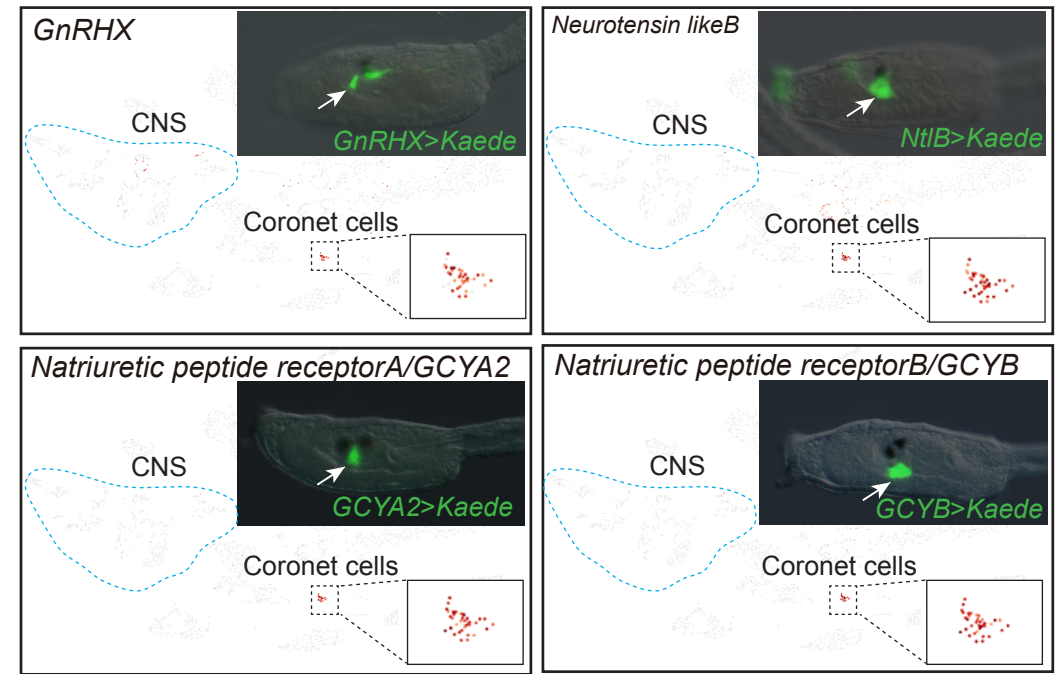 GnRHX
CNS
GnRHX>Kaede
Coronet cells
Neurotensin likeB
CNS
NtlB>Kaede
Coronet cells
Natriuretic peptide receptorA/GCYA2
CNS
GCYA2>Kaede
Coronet cells
Natriuretic peptide receptorB/GCYB
CNS
GCYB>Kaede
Coronet cells